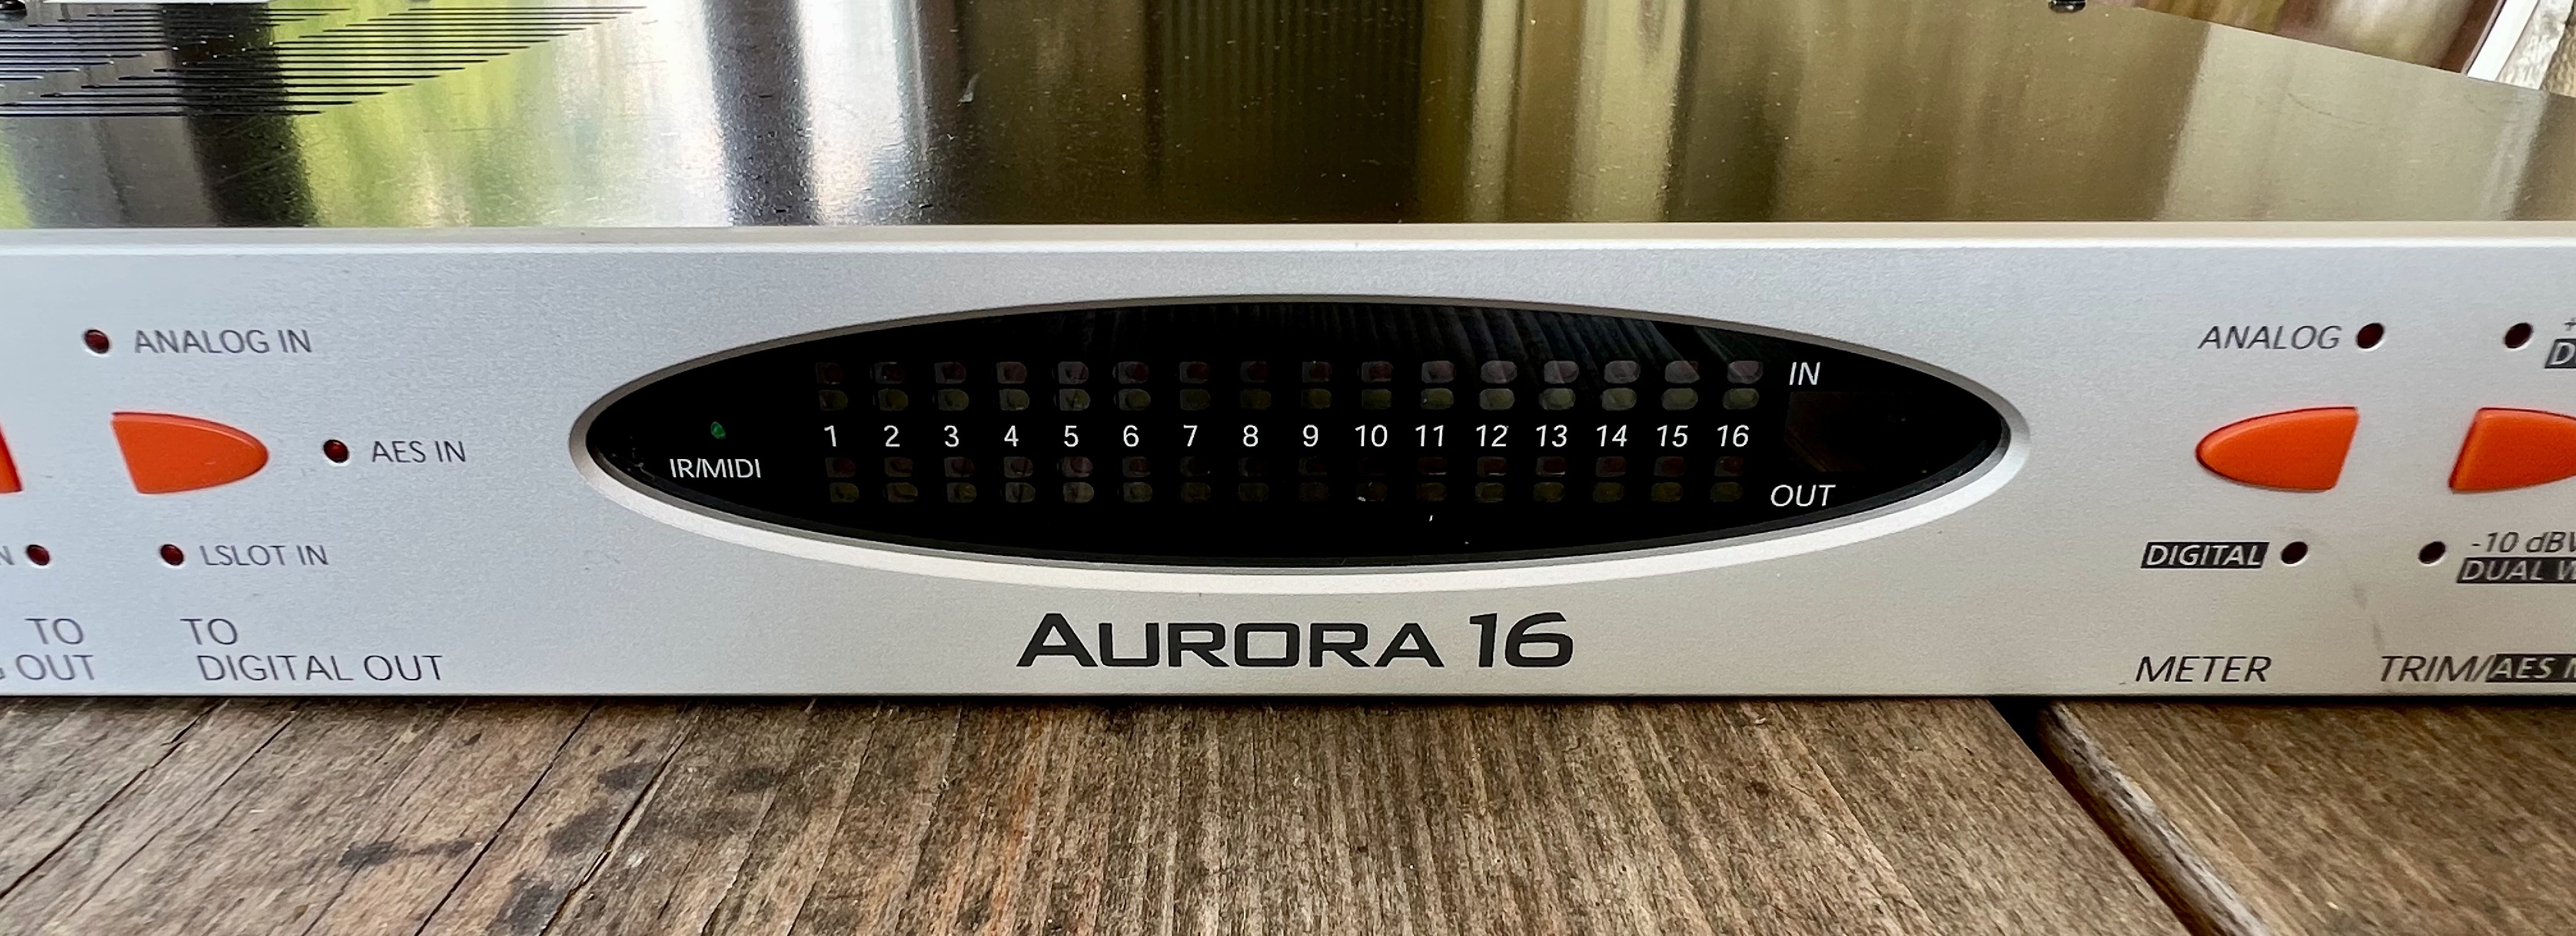 ANALOG IN
AES IN
LSLOT IN
TO
OUT
TO
DIGITAL OUT
IR/MIDI
IN
1 2 3 4 5 6 7 8 9 10 11 12 13 14 15 16
OUT
AURORA 16
ANALOG
DIGITAL
METER
-10 dBV
DUAL
TRIM/AES